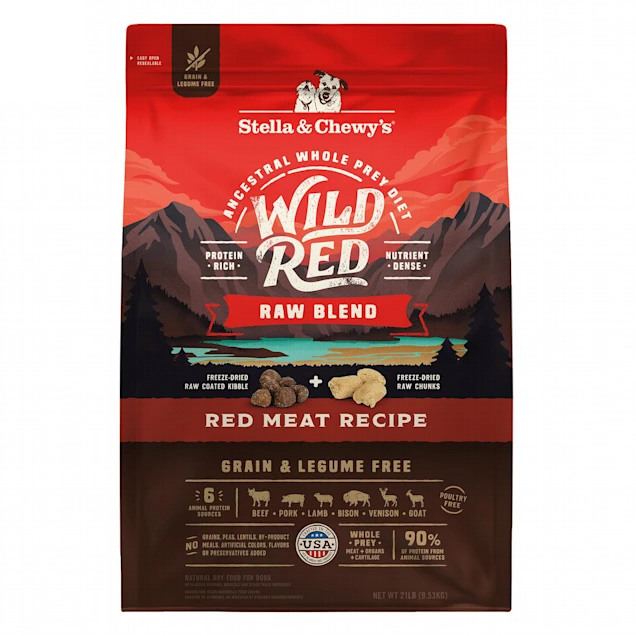 EASY OPEN
RESEALABLE
GRAIN &
LEGUME FREE
Stella & Chewy's®
ANCESTRAL WHOLE PREY DIET
WILD
RED
PROTEIN
• RICH •
NUTRIENT
• DENSE •
RAW BLEND
FREEZE-DRIED
RAW COATED KIBBLE
+
FREEZE-DRIED
RAW CHUNKS
RED MEAT RECIPE
GRAIN & LEGUME FREE
6
ANIMAL PROTEIN
SOURCES
BEEF • PORK • LAMB • BISON • VENISON • GOAT
POULTRY
FREE
NO
GRAINS, PEAS, LENTILS, BY-PRODUCT
MEALS, ARTIFICIAL COLORS, FLAVORS
OR PRESERVATIVES ADDED
USA
WHOLE
• PREY •
MEAT + ORGANS
+ CARTILAGE
90%
OF PROTEIN FROM
ANIMAL SOURCES
NATURAL DRY FOOD FOR DOGS
NET WT 21LB (9.53KG)